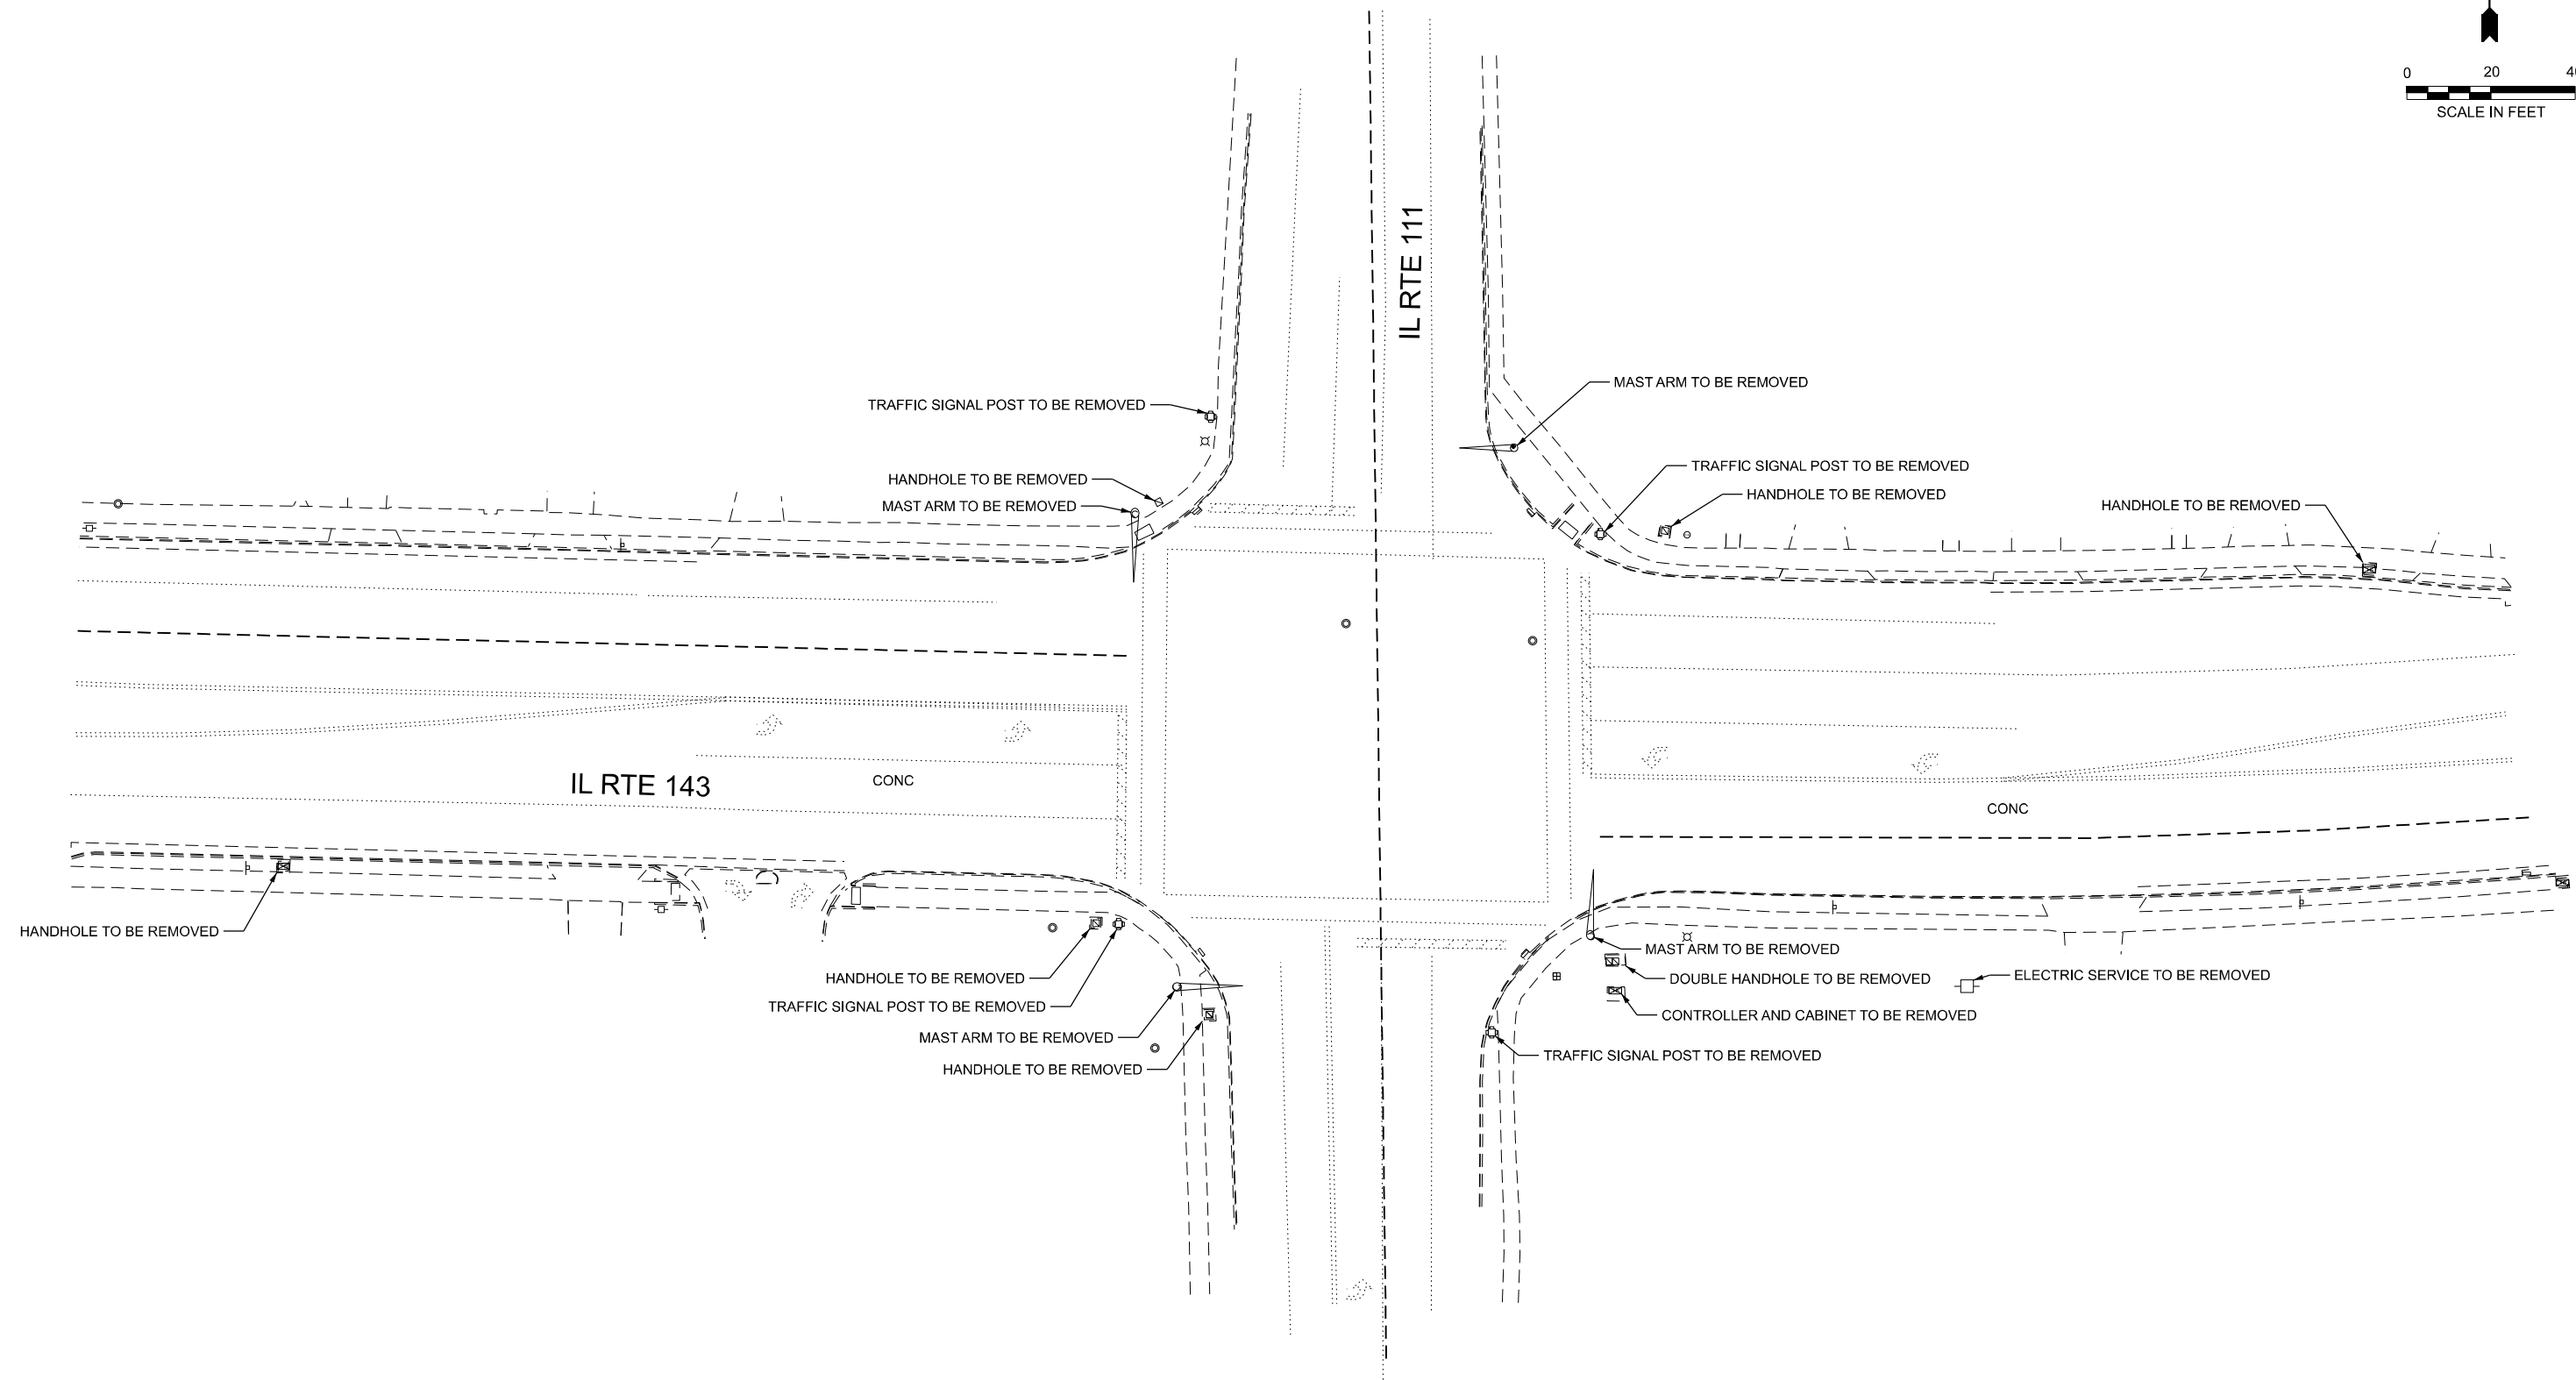 0 20
SCALE IN FEET
IL RTE 111
MAST ARM TO BE REMOVED
TRAFFIC SIGNAL POST TO BE REMOVED
TRAFFIC SIGNAL POST TO BE REMOVED
HANDHOLE TO BE REMOVED
HANDHOLE TO BE REMOVED
MAST ARM TO BE REMOVED
HANDHOLE TO BE REMOVED
IL RTE 143
CONC
CONC
HANDHOLE TO BE REMOVED
HANDHOLE TO BE REMOVED
TRAFFIC SIGNAL POST TO BE REMOVED
MAST ARM TO BE REMOVED
HANDHOLE TO BE REMOVED
MAST ARM TO BE REMOVED
DOUBLE HANDHOLE TO BE REMOVED
ELECTRIC SERVICE TO BE REMOVED
CONTROLLER AND CABINET TO BE REMOVED
TRAFFIC SIGNAL POST TO BE REMOVED